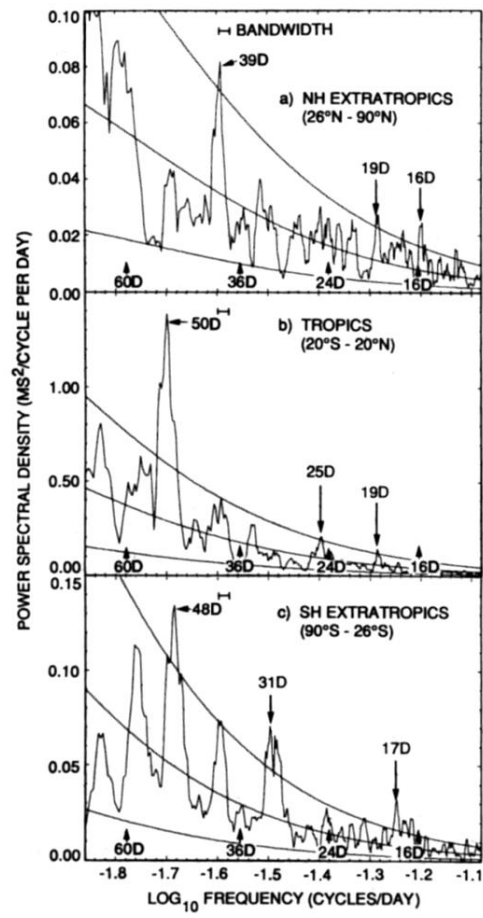 POWER SPECTRAL DENSITY (MS²/CYCLE PER DAY)
0.10
0.08
0.06
0.04
0.02
0.00
BANDWIDTH
39D
a) NH EXTRATROPICS
(26°N - 90°N)
19D
16D
60D
36D
24D
16D
1.00
0.50
0.00
50D
b) TROPICS
(20°S - 20°N)
25D
19D
60D
36D
24D
16D
0.15
0.10
0.05
0.00
48D
c) SH EXTRATROPICS
(90°S - 26°S)
31D
17D
60D
36D
24D
16D
-1.8 -1.7 -1.6 -1.5 -1.4 -1.3 -1.2 -1.1
LOG₁₀ FREQUENCY (CYCLES/DAY)